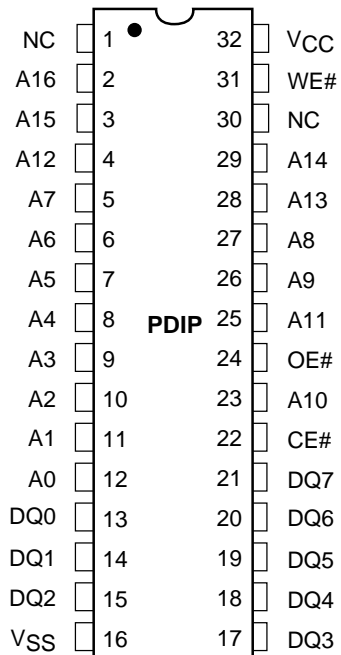 NC 1 32 VCC
A16 2 31 WE#
A15 3 30 NC
A12 4 29 A14
A7 5 28 A13
A6 6 27 A8
A5 7 26 A9
A4 8 PDIP 25 A11
A3 9 24 OE#
A2 10 23 A10
A1 11 22 CE#
A0 12 21 DQ7
DQ0 13 20 DQ6
DQ1 14 19 DQ5
DQ2 15 18 DQ4
VSS 16 17 DQ3